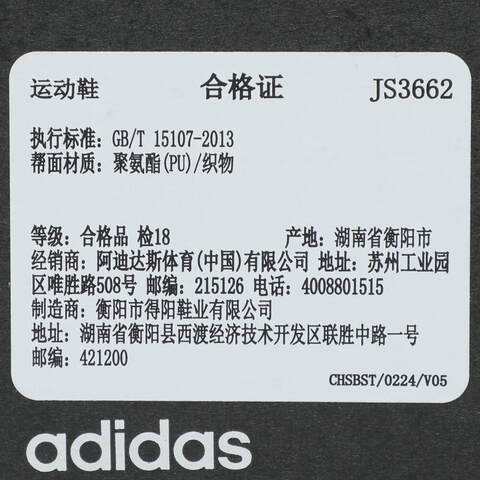 运动鞋 合格证 JS3662
执行标准: GB/T 15107-2013
帮面材质: 聚氨酯(PU)/织物
等级: 合格品 检18 产地: 湖南省衡阳市
经销商: 阿迪达斯体育(中国)有限公司 地址: 苏州工业园
区唯胜路508号 邮编: 215126 电话: 4008801515
制造商: 衡阳市得阳鞋业有限公司
地址: 湖南省衡阳县西渡经济技术开发区联胜中路一号
邮编: 421200
CHSBST/0224/V05
adidas